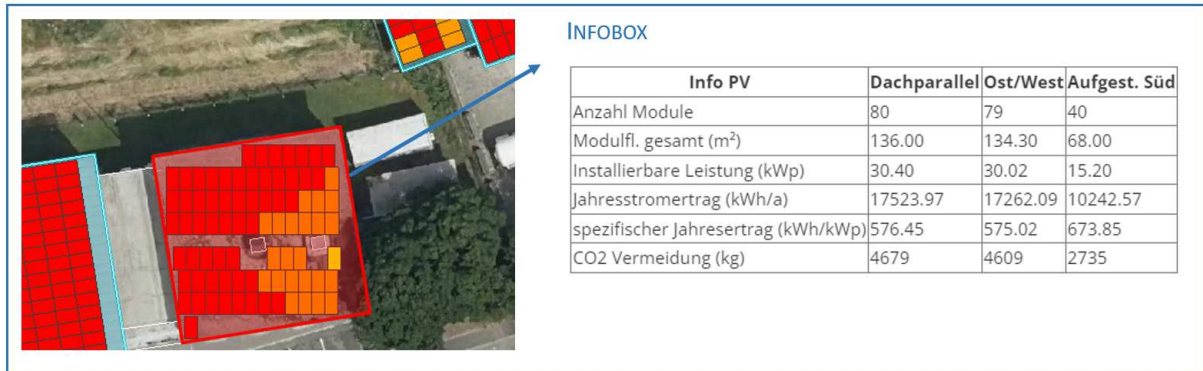 INFOBOX
Info PV Dachparallel Ost/West Aufgest. Süd
Anzahl Module 80 79 40
Modulfl. gesamt (m²) 136.00 134.30 68.00
Installierbare Leistung (kWp) 30.40 30.02 15.20
Jahresstromertrag (kWh/a) 17523.97 17262.09 10242.57
spezifischer Jahresertrag (kWh/kWp) 576.45 575.02 673.85
CO2 Vermeidung (kg) 4679 4609 2735